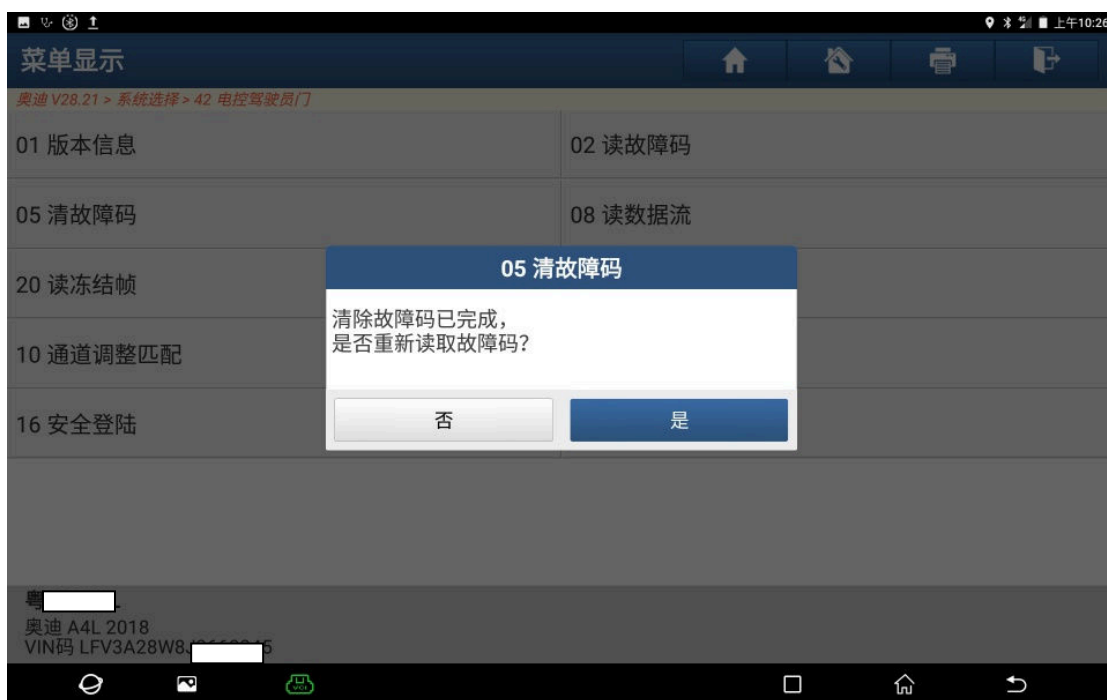 上午10:26
菜单显示
奥迪 V28.21 > 系统选择 > 42 电控驾驶员门
01 版本信息
02 读故障码
05 清故障码
08 读数据流
20 读冻结帧
10 通道调整匹配
16 安全登陆
05 清故障码
清除故障码已完成，
是否重新读取故障码？
否
是
粤
奥迪 A4L 2018
VIN码 LFV3A28W8
VCI